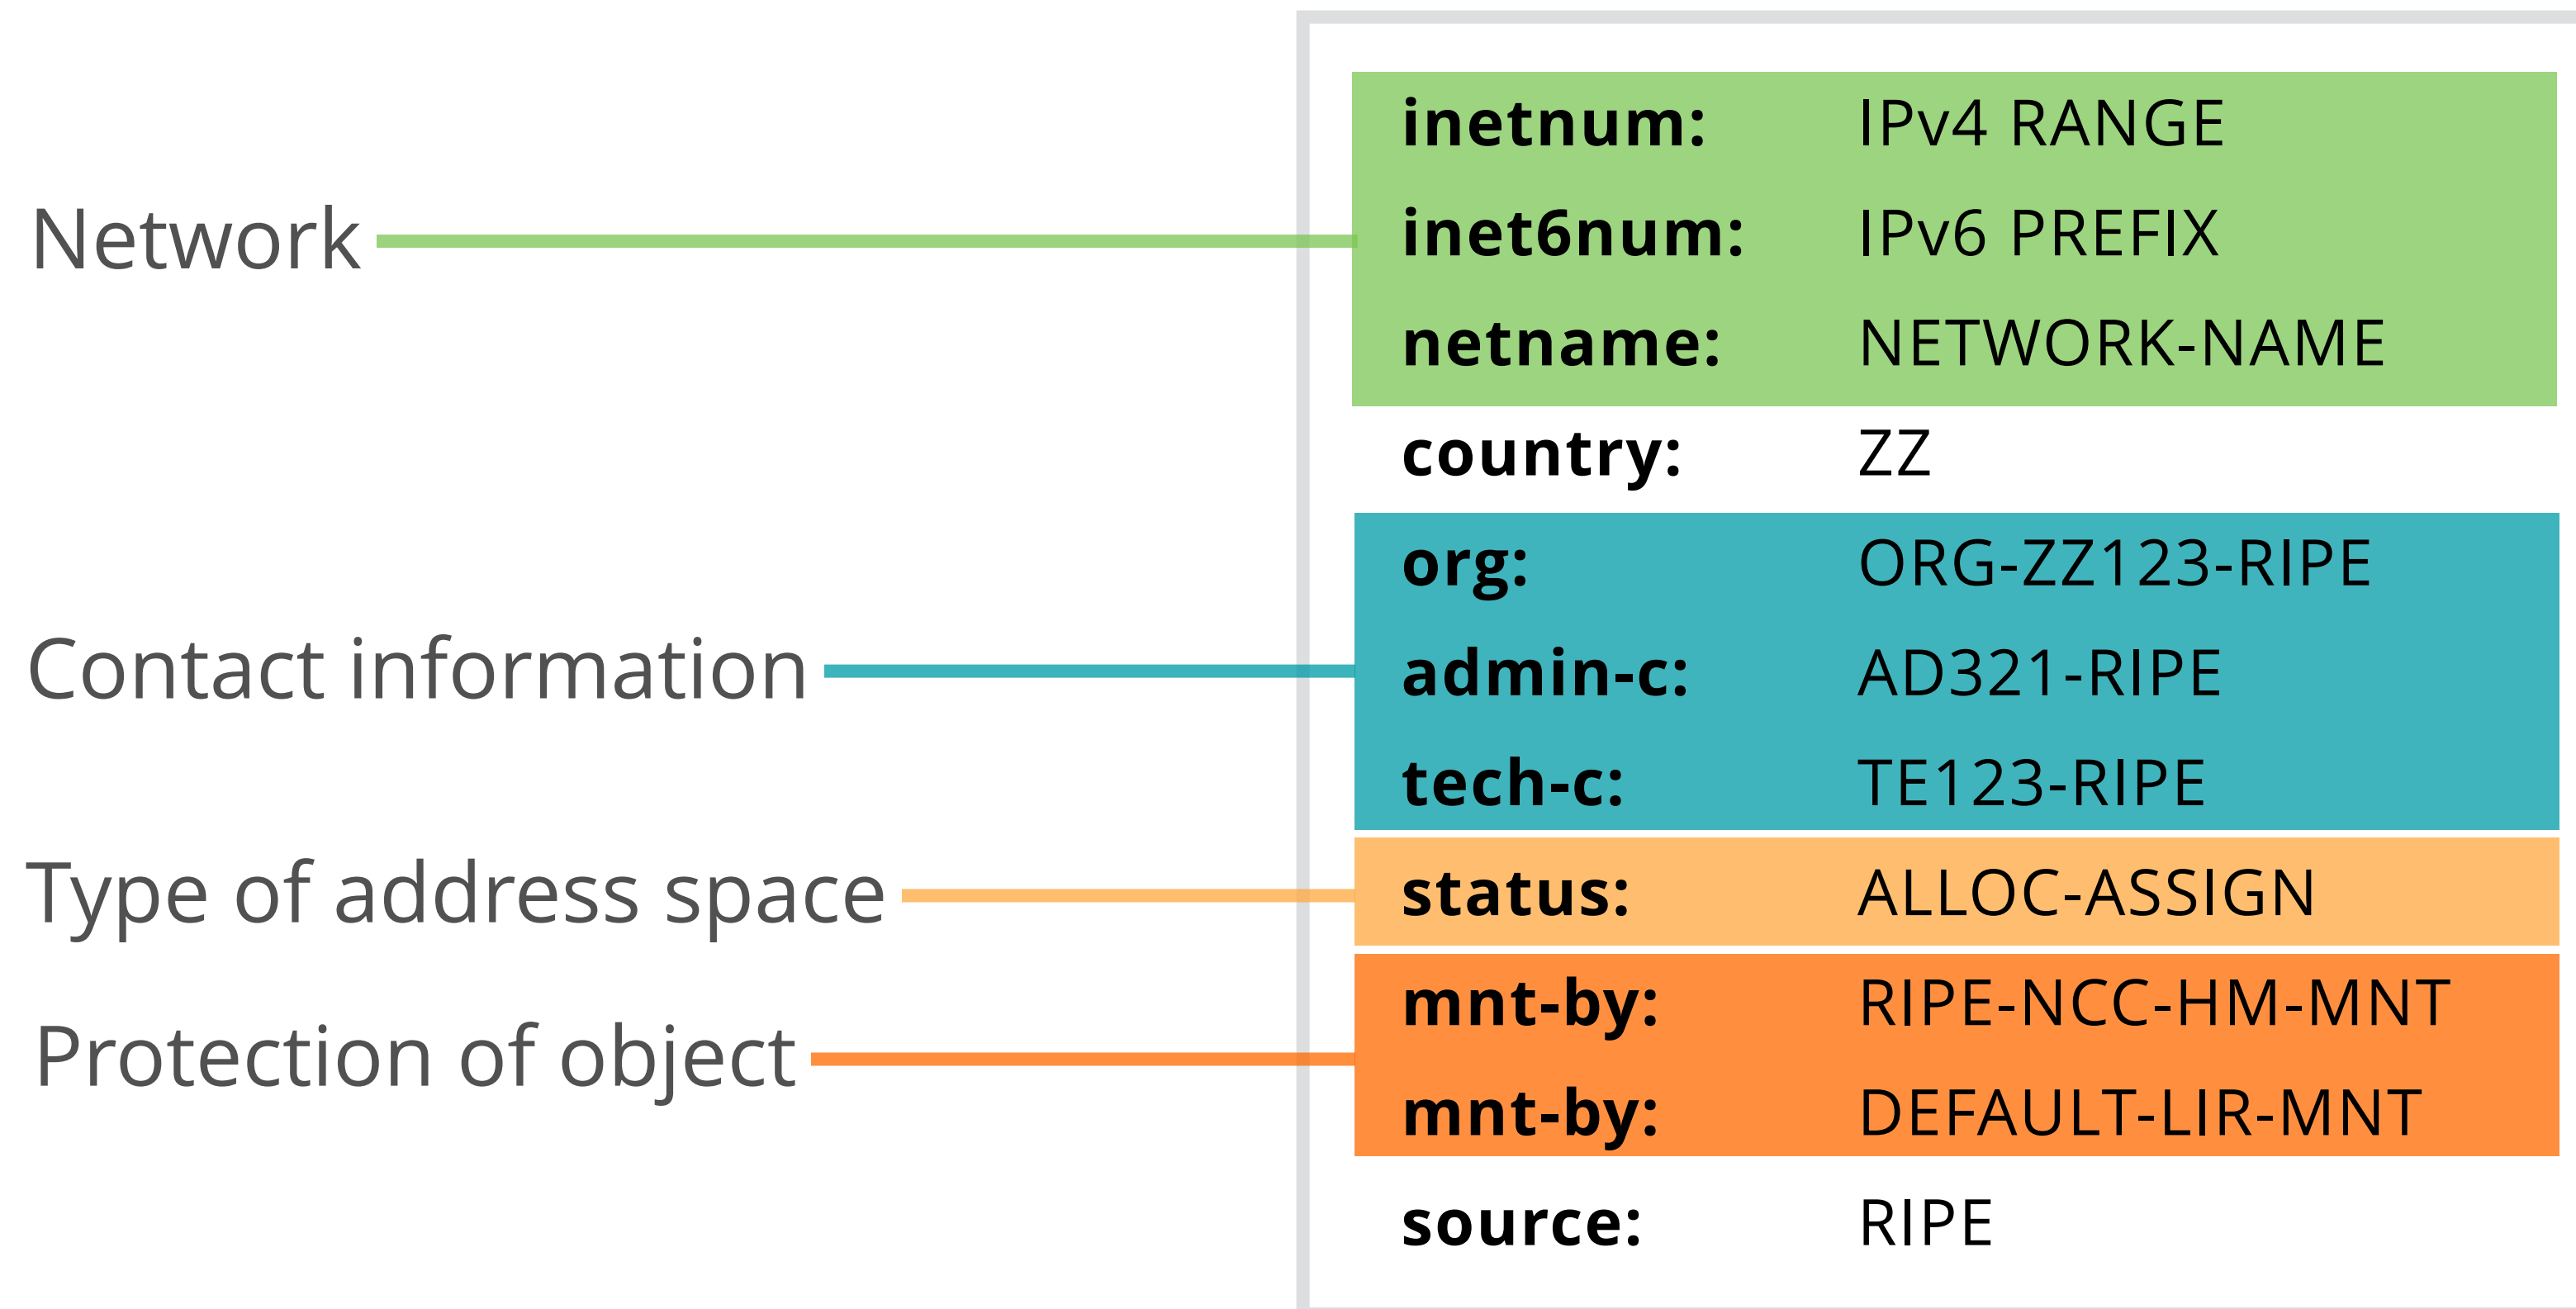 inetnum: IPv4 RANGE
Network
inet6num: IPv6 PREFIX
netname: NETWORK-NAME
country: ZZ
org: ORG-ZZ123-RIPE
Contact information
admin-c: AD321-RIPE
tech-c: TE123-RIPE
Type of address space
status: ALLOC-ASSIGN
mnt-by: RIPE-NCC-HM-MNT
Protection of object
mnt-by: DEFAULT-LIR-MNT
source: RIPE